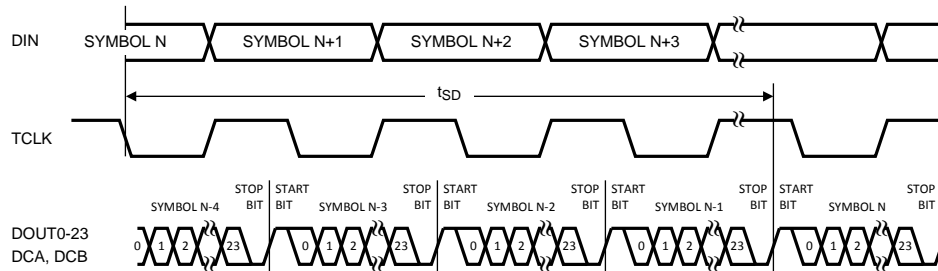 DIN
SYMBOL N SYMBOL N+1 SYMBOL N+2 SYMBOL N+3
tSD
TCLK
STOP BIT START BIT STOP BIT START BIT STOP BIT START BIT STOP BIT START BIT STOP BIT
SYMBOL N-4 SYMBOL N-3 SYMBOL N-2 SYMBOL N-1 SYMBOL N
DOUT0-23
DCA, DCB
0 1 2 23 0 1 2 23 0 1 2 23 0 1 2 23 0 1 2 23